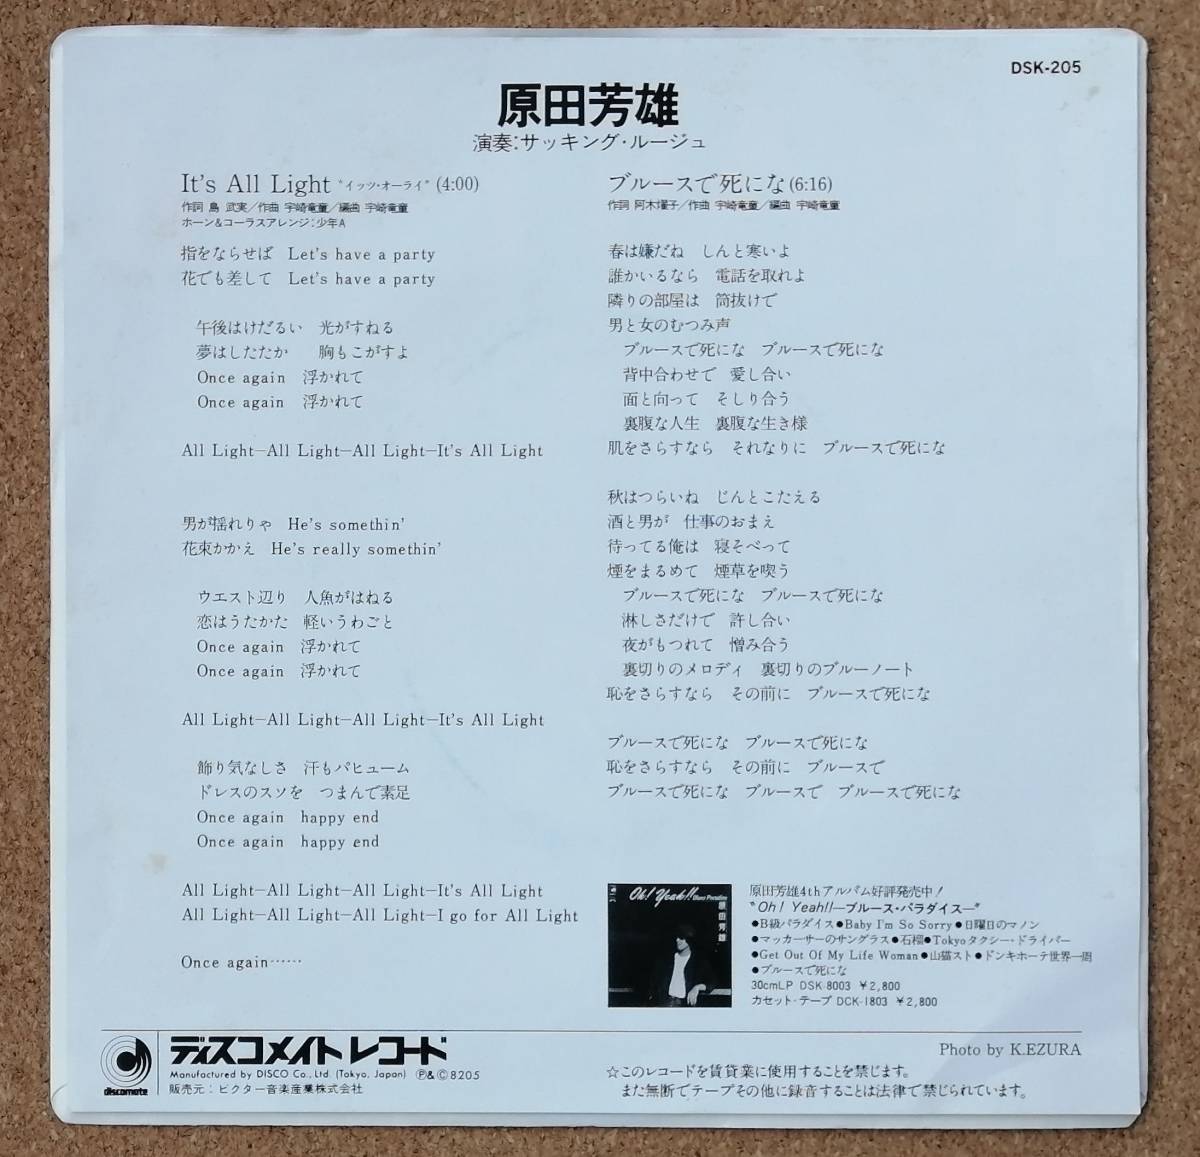 DSK-205
原田芳雄
演奏:サッキング・ルージュ
It's All Light "イッツ・オーライ" (4:00)
作詞 島 武実/作曲 宇崎竜童/編曲 宇崎竜童
ホーン&コーラスアレンジ:少年A
指をならせば Let's have a party
花でも差して Let's have a party
午後はけだるい 光がすねる
夢はしたたか 胸もこがすよ
Once again 浮かれて
Once again 浮かれて
All Light—All Light—All Light—It's All Light
男が揺れりゃ He's somethin'
花束かかえ He's really somethin'
ウエスト辺り 人魚がはねる
恋はうたかた 軽いうわごと
Once again 浮かれて
Once again 浮かれて
All Light—All Light—All Light—It's All Light
飾り気なしさ 汗もパヒューム
ドレスのスソを つまんで素足
Once again happy end
Once again happy end
All Light—All Light—All Light—It's All Light
All Light—All Light—All Light—I go for All Light
Once again……
ブルースで死にな (6:16)
作詞 阿木燿子/作曲 宇崎竜童/編曲 宇崎竜童
春は嫌だね しんと寒いよ
誰かいるなら 電話を取れよ
隣りの部屋は 筒抜けで
男と女のむつみ声
ブルースで死にな ブルースで死にな
背中合わせで 愛し合い
面と向って そしり合う
裏腹な人生 裏腹な生き様
肌をさらすなら それなりに ブルースで死にな
秋はつらいね じんとこたえる
酒と男が 仕事のおまえ
待ってる俺は 寝そべって
煙をまるめて 煙草を喫う
ブルースで死にな ブルースで死にな
淋しさだけで 許し合い
夜がもつれて 憎み合う
裏切りのメロディ 裏切りのブルーノート
恥をさらすなら その前に ブルースで死にな
ブルースで死にな ブルースで死にな
恥をさらすなら その前に ブルースで
ブルースで死にな ブルースで ブルースで死にな
Oh! Yeah!! Blues Paradise
原田芳雄
原田芳雄4thアルバム好評発売中!
"Oh! Yeah!!—ブルース・パラダイス—"
●B級パラダイス●Baby I'm So Sorry●日曜日のマノン
●マッカーサーのサングラス●石榴●Tokyoタクシー・ドライバー
●Get Out Of My Life Woman●山猫スト●ドンキホーテ世界一周
●ブルースで死にな
30cmLP DSK-8003 ¥2,800
カセット・テープ DCK-1803 ¥2,800
discomate
ディスコメイトレコード
Manufactured by DISCO Co., Ltd. (Tokyo, Japan) Ⓟ&Ⓒ8205
販売元:ビクター音楽産業株式会社
Photo by K.EZURA
☆このレコードを賃貸業に使用することを禁じます。
また無断でテープその他に録音することは法律で禁じられています。